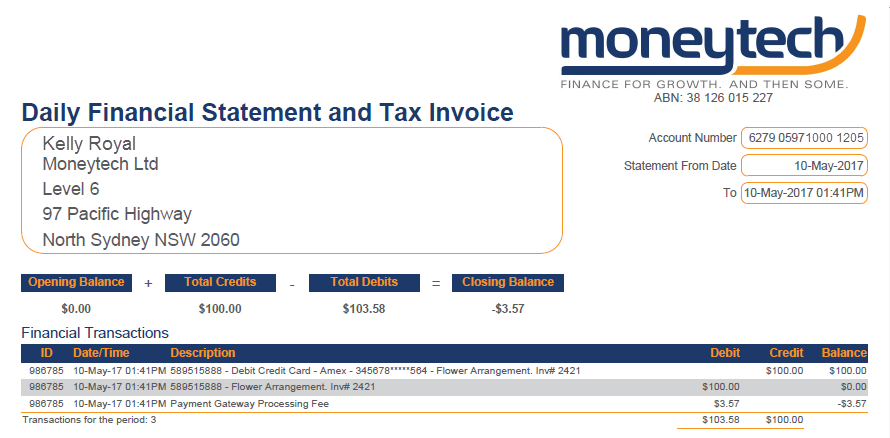 moneytech
FINANCE FOR GROWTH. AND THEN SOME.
ABN: 38 126 015 227
Daily Financial Statement and Tax Invoice
Kelly Royal
Moneytech Ltd
Level 6
97 Pacific Highway
North Sydney NSW 2060
Account Number 6279 05971000 1205
Statement From Date 10-May-2017
To 10-May-2017 01:41PM
Opening Balance + Total Credits - Total Debits = Closing Balance
$0.00 $100.00 $103.58 -$3.57
Financial Transactions
ID Date/Time Description Debit Credit Balance
986785 10-May-17 01:41PM 589515888 - Debit Credit Card - Amex - 345678*****564 - Flower Arrangement. Inv# 2421 $100.00 $100.00
986785 10-May-17 01:41PM 589515888 - Flower Arrangement. Inv# 2421 $100.00 $0.00
986785 10-May-17 01:41PM Payment Gateway Processing Fee $3.57 -$3.57
Transactions for the period: 3 $103.58 $100.00